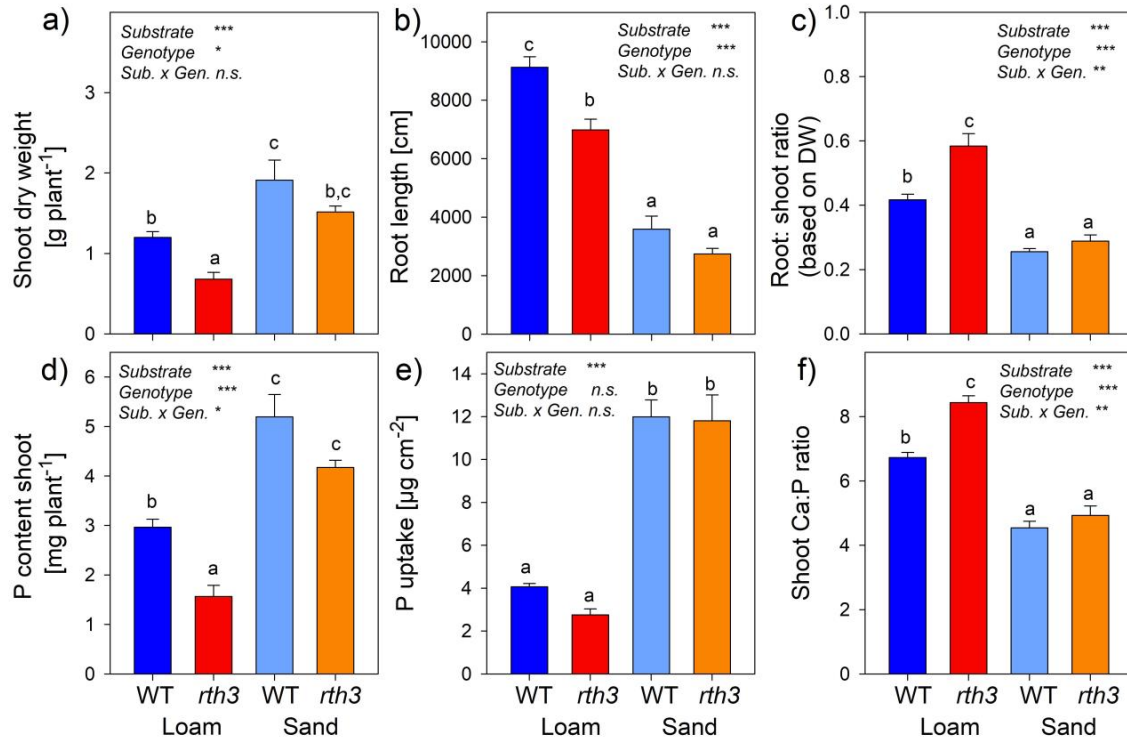 a)
Substrate ***
Genotype *
Sub. x Gen. n.s.
Shoot dry weight
[g plant⁻¹]
3
2
1
0
b
a
c
b,c
b)
Substrate ***
Genotype ***
Sub. x Gen. n.s.
Root length [cm]
10000
8000
6000
4000
2000
0
c
b
a
a
c)
Substrate ***
Genotype ***
Sub. x Gen. **
Root: shoot ratio
(based on DW)
1.0
0.8
0.6
0.4
0.2
0.0
b
c
a
a
d)
Substrate ***
Genotype ***
Sub. x Gen. *
P content shoot
[mg plant⁻¹]
6
5
4
3
2
1
0
b
a
c
c
WT rth3 WT rth3
Loam Sand
e)
Substrate ***
Genotype n.s.
Sub. x Gen. n.s.
P uptake [µg cm⁻²]
14
12
10
8
6
4
2
0
a
a
b
b
WT rth3 WT rth3
Loam Sand
f)
Substrate ***
Genotype ***
Sub. x Gen. **
Shoot Ca:P ratio
8
6
4
2
0
b
c
a
a
WT rth3 WT rth3
Loam Sand